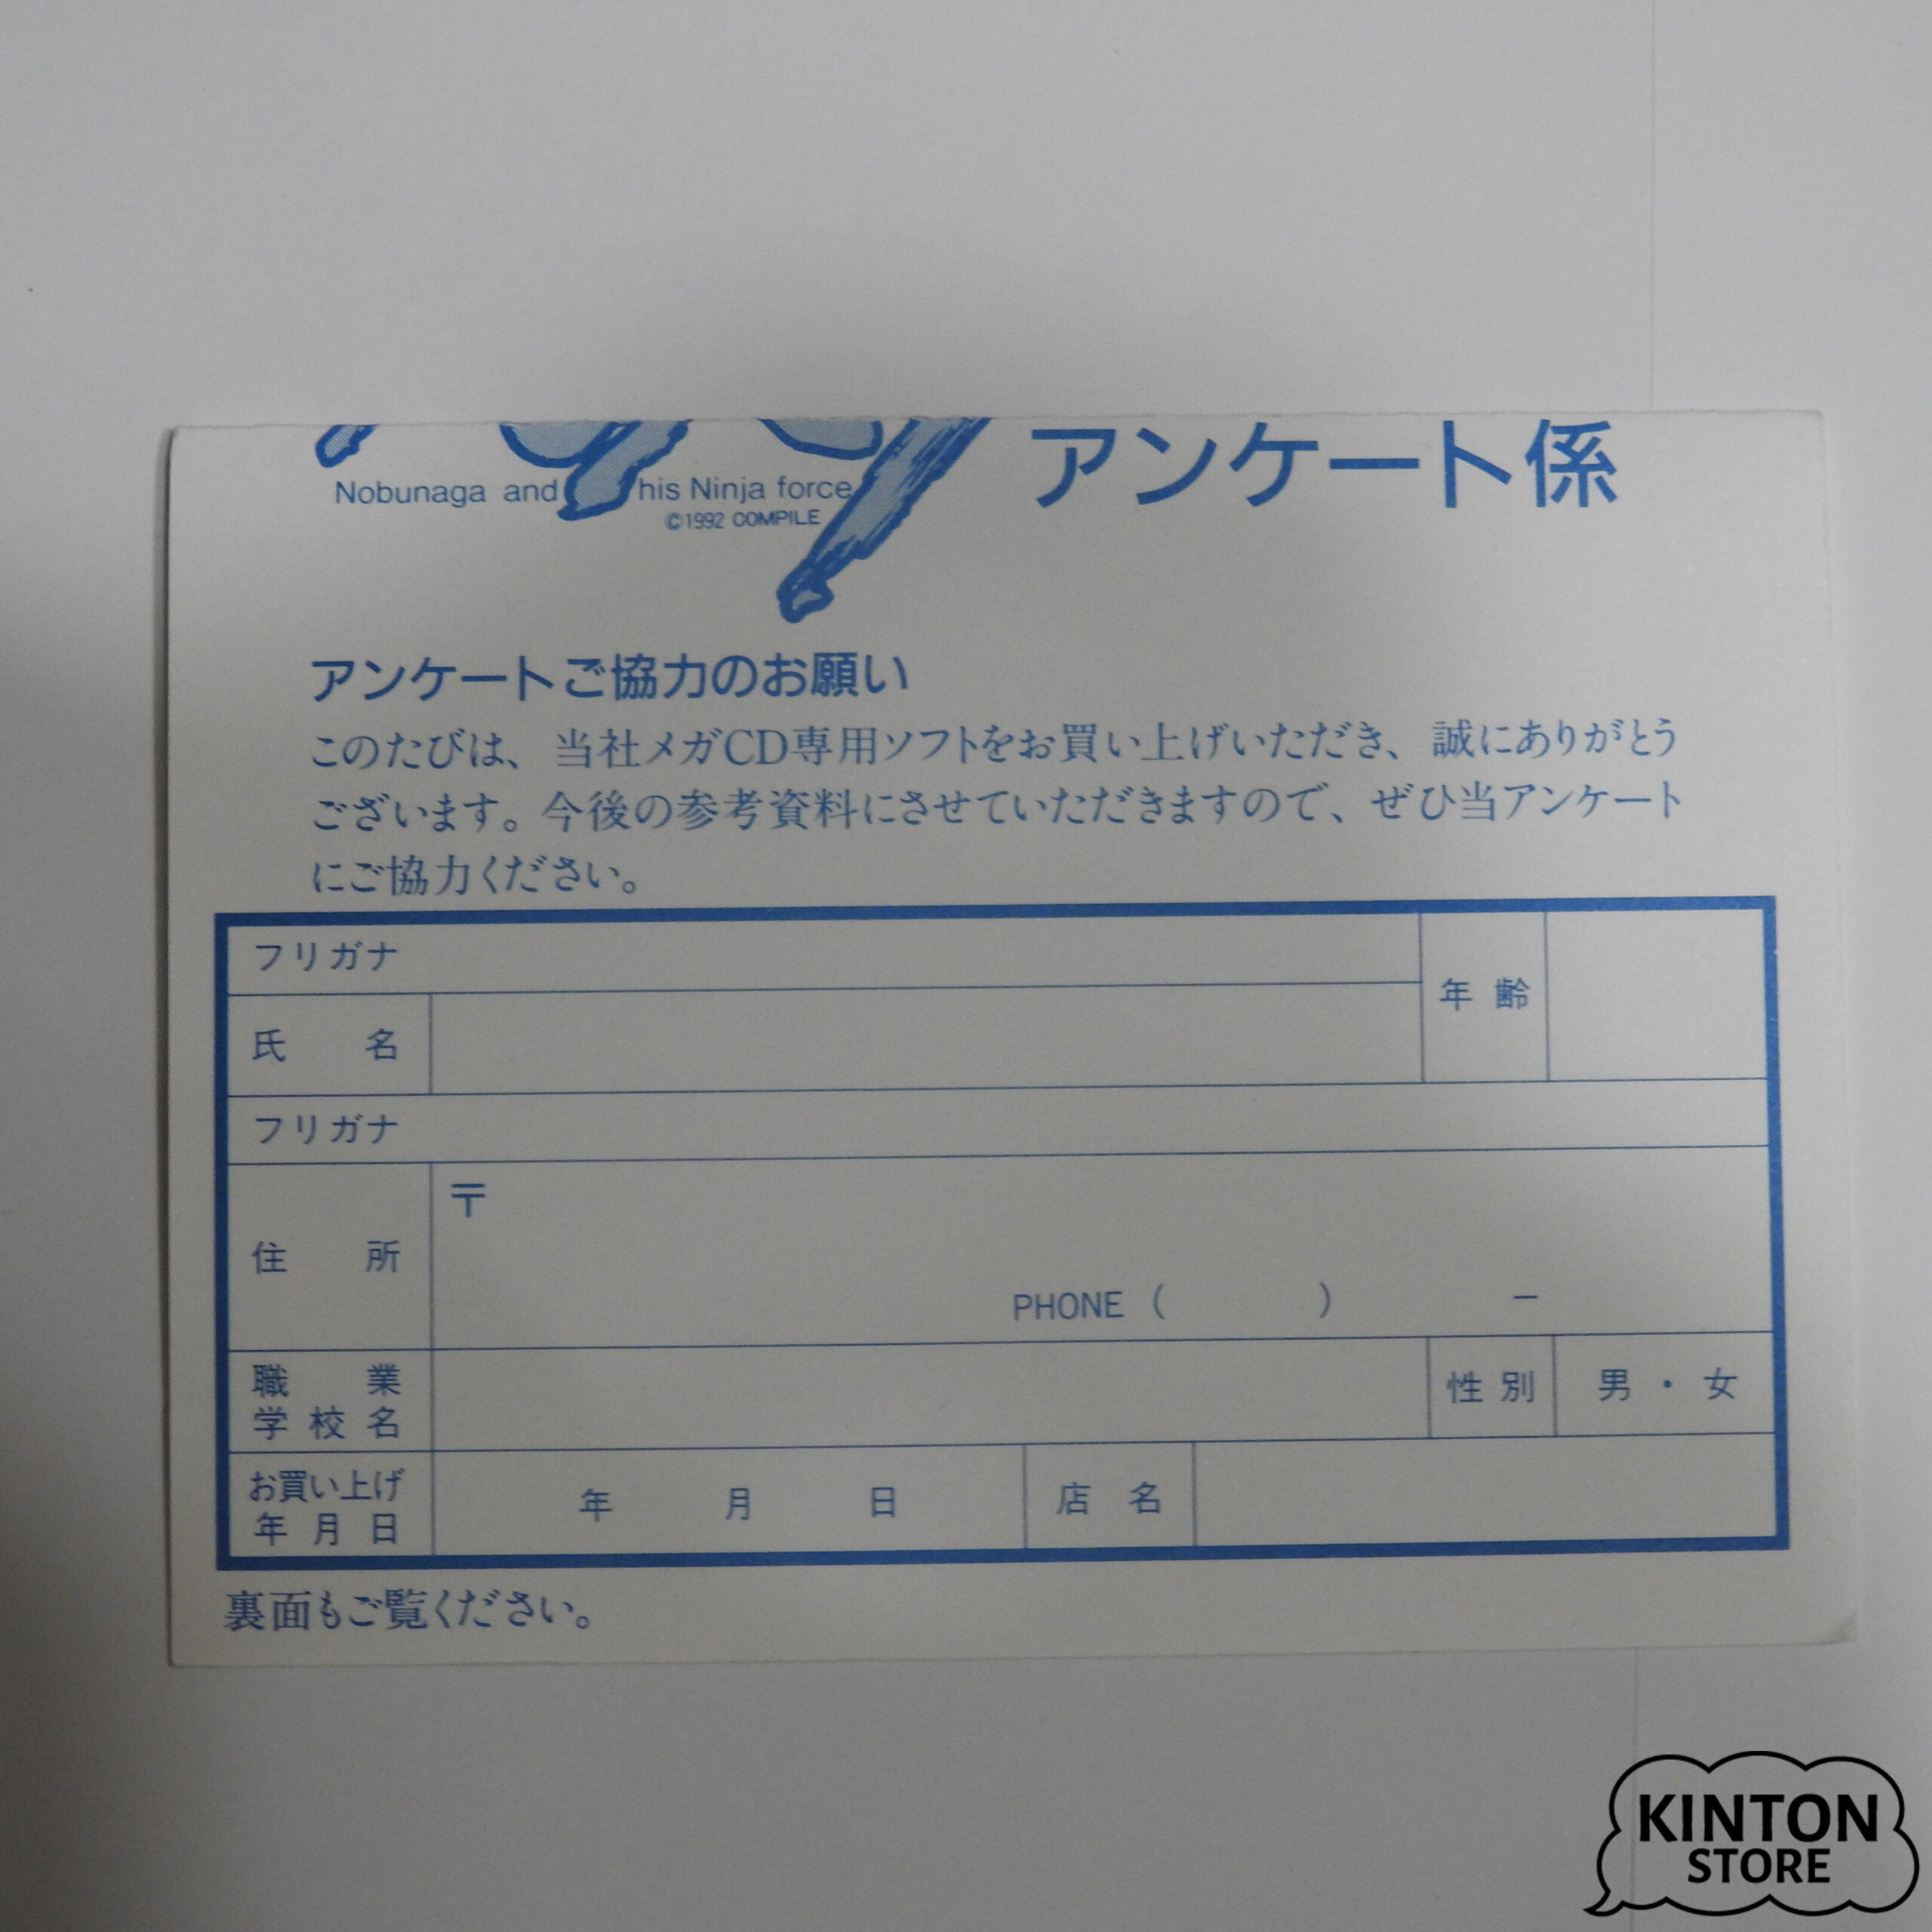 アンケート係
Nobunaga and his Ninja force
©1992 COMPILE
アンケートご協力のお願い
このたびは、当社メガCD専用ソフトをお買い上げいただき、誠にありがとう
ございます。今後の参考資料にさせていただきますので、ぜひ当アンケート
にご協力ください。
フリガナ
年齢
氏 名
フリガナ
〒
住 所
PHONE ( ) −
職 業
学校名
性別
男・女
お買い上げ
年月日
年 月 日
店名
裏面もご覧ください。
KINTON
STORE